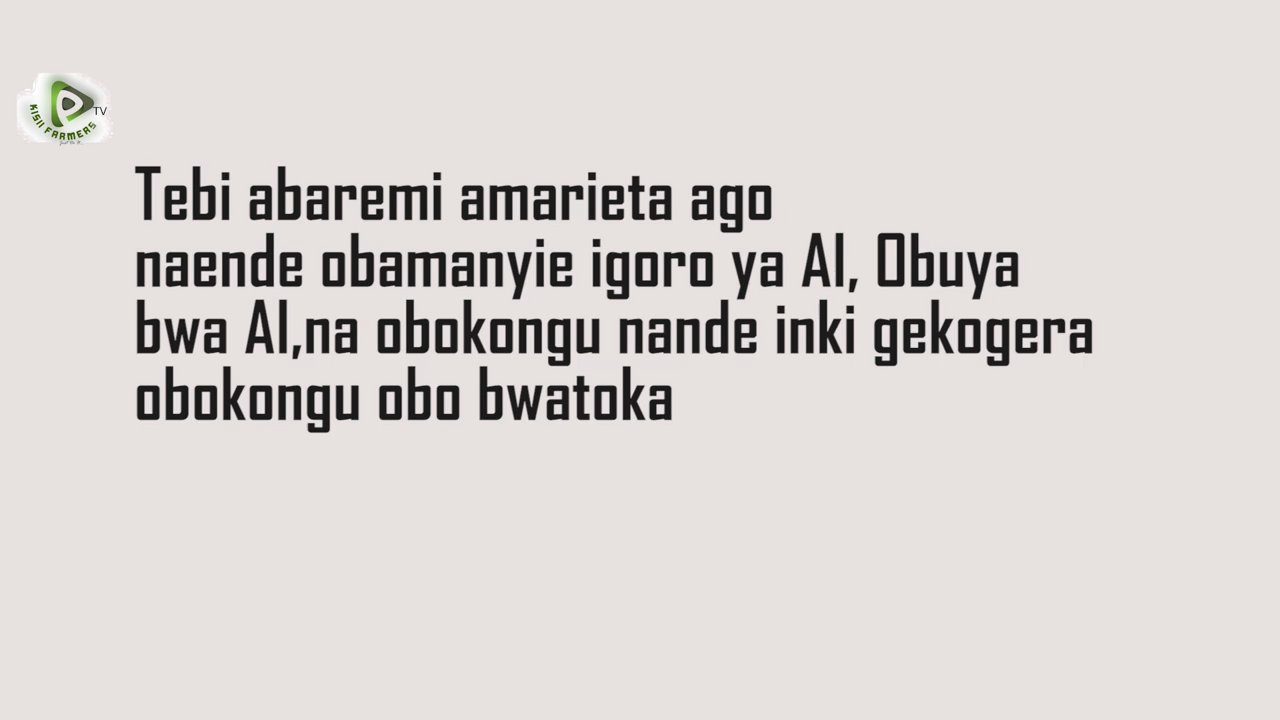 TV
KISII FARMERS
Tebi abaremi amarieta ago
naende obamanyie igoro ya AI, Obuya
bwa AI,na obokongu nande inki gekogera
obokongu obo bwatoka